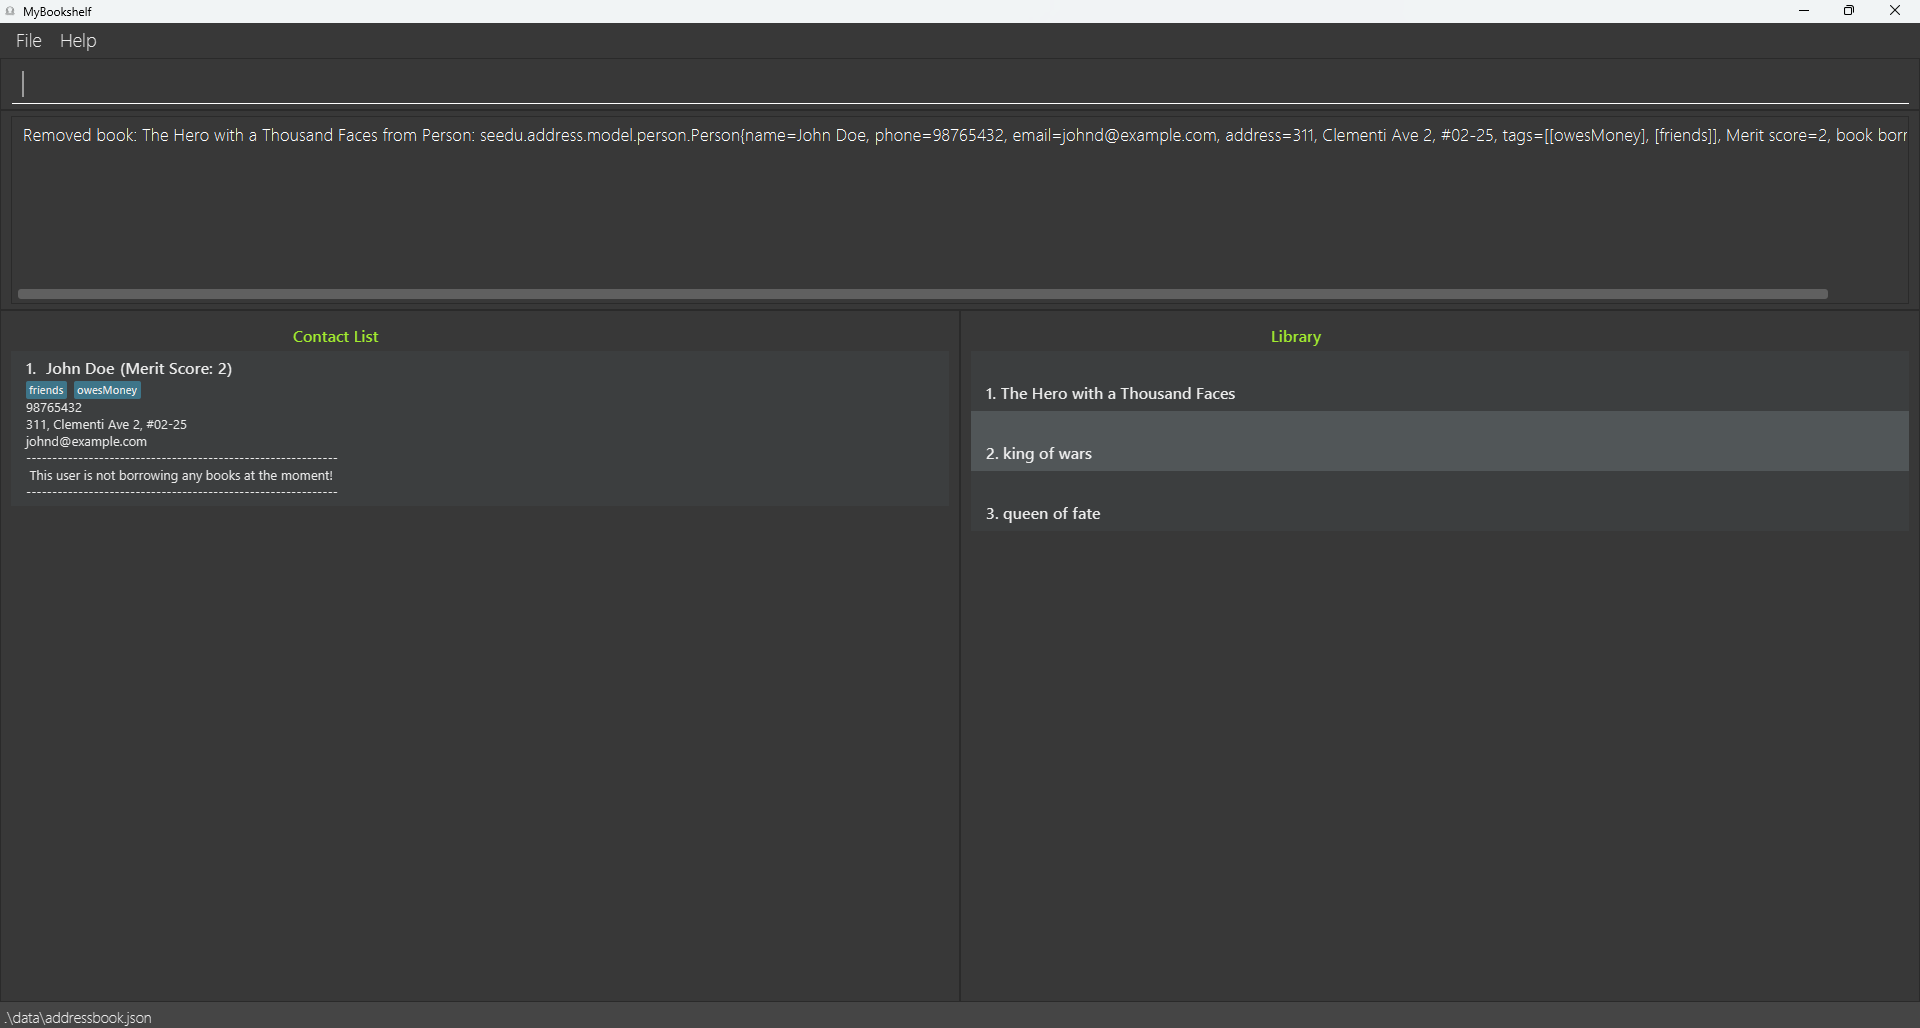 MyBookshelf
File Help
Removed book: The Hero with a Thousand Faces from Person: seedu.address.model.person.Person{name=John Doe, phone=98765432, email=johnd@example.com, address=311, Clementi Ave 2, #02-25, tags=[[owesMoney], [friends]], Merit score=2, book borr
Contact List
1. John Doe (Merit Score: 2)
friends owesMoney
98765432
311, Clementi Ave 2, #02-25
johnd@example.com
------------------------------------------------------------
This user is not borrowing any books at the moment!
------------------------------------------------------------
Library
1. The Hero with a Thousand Faces
2. king of wars
3. queen of fate
.\data\addressbook.json